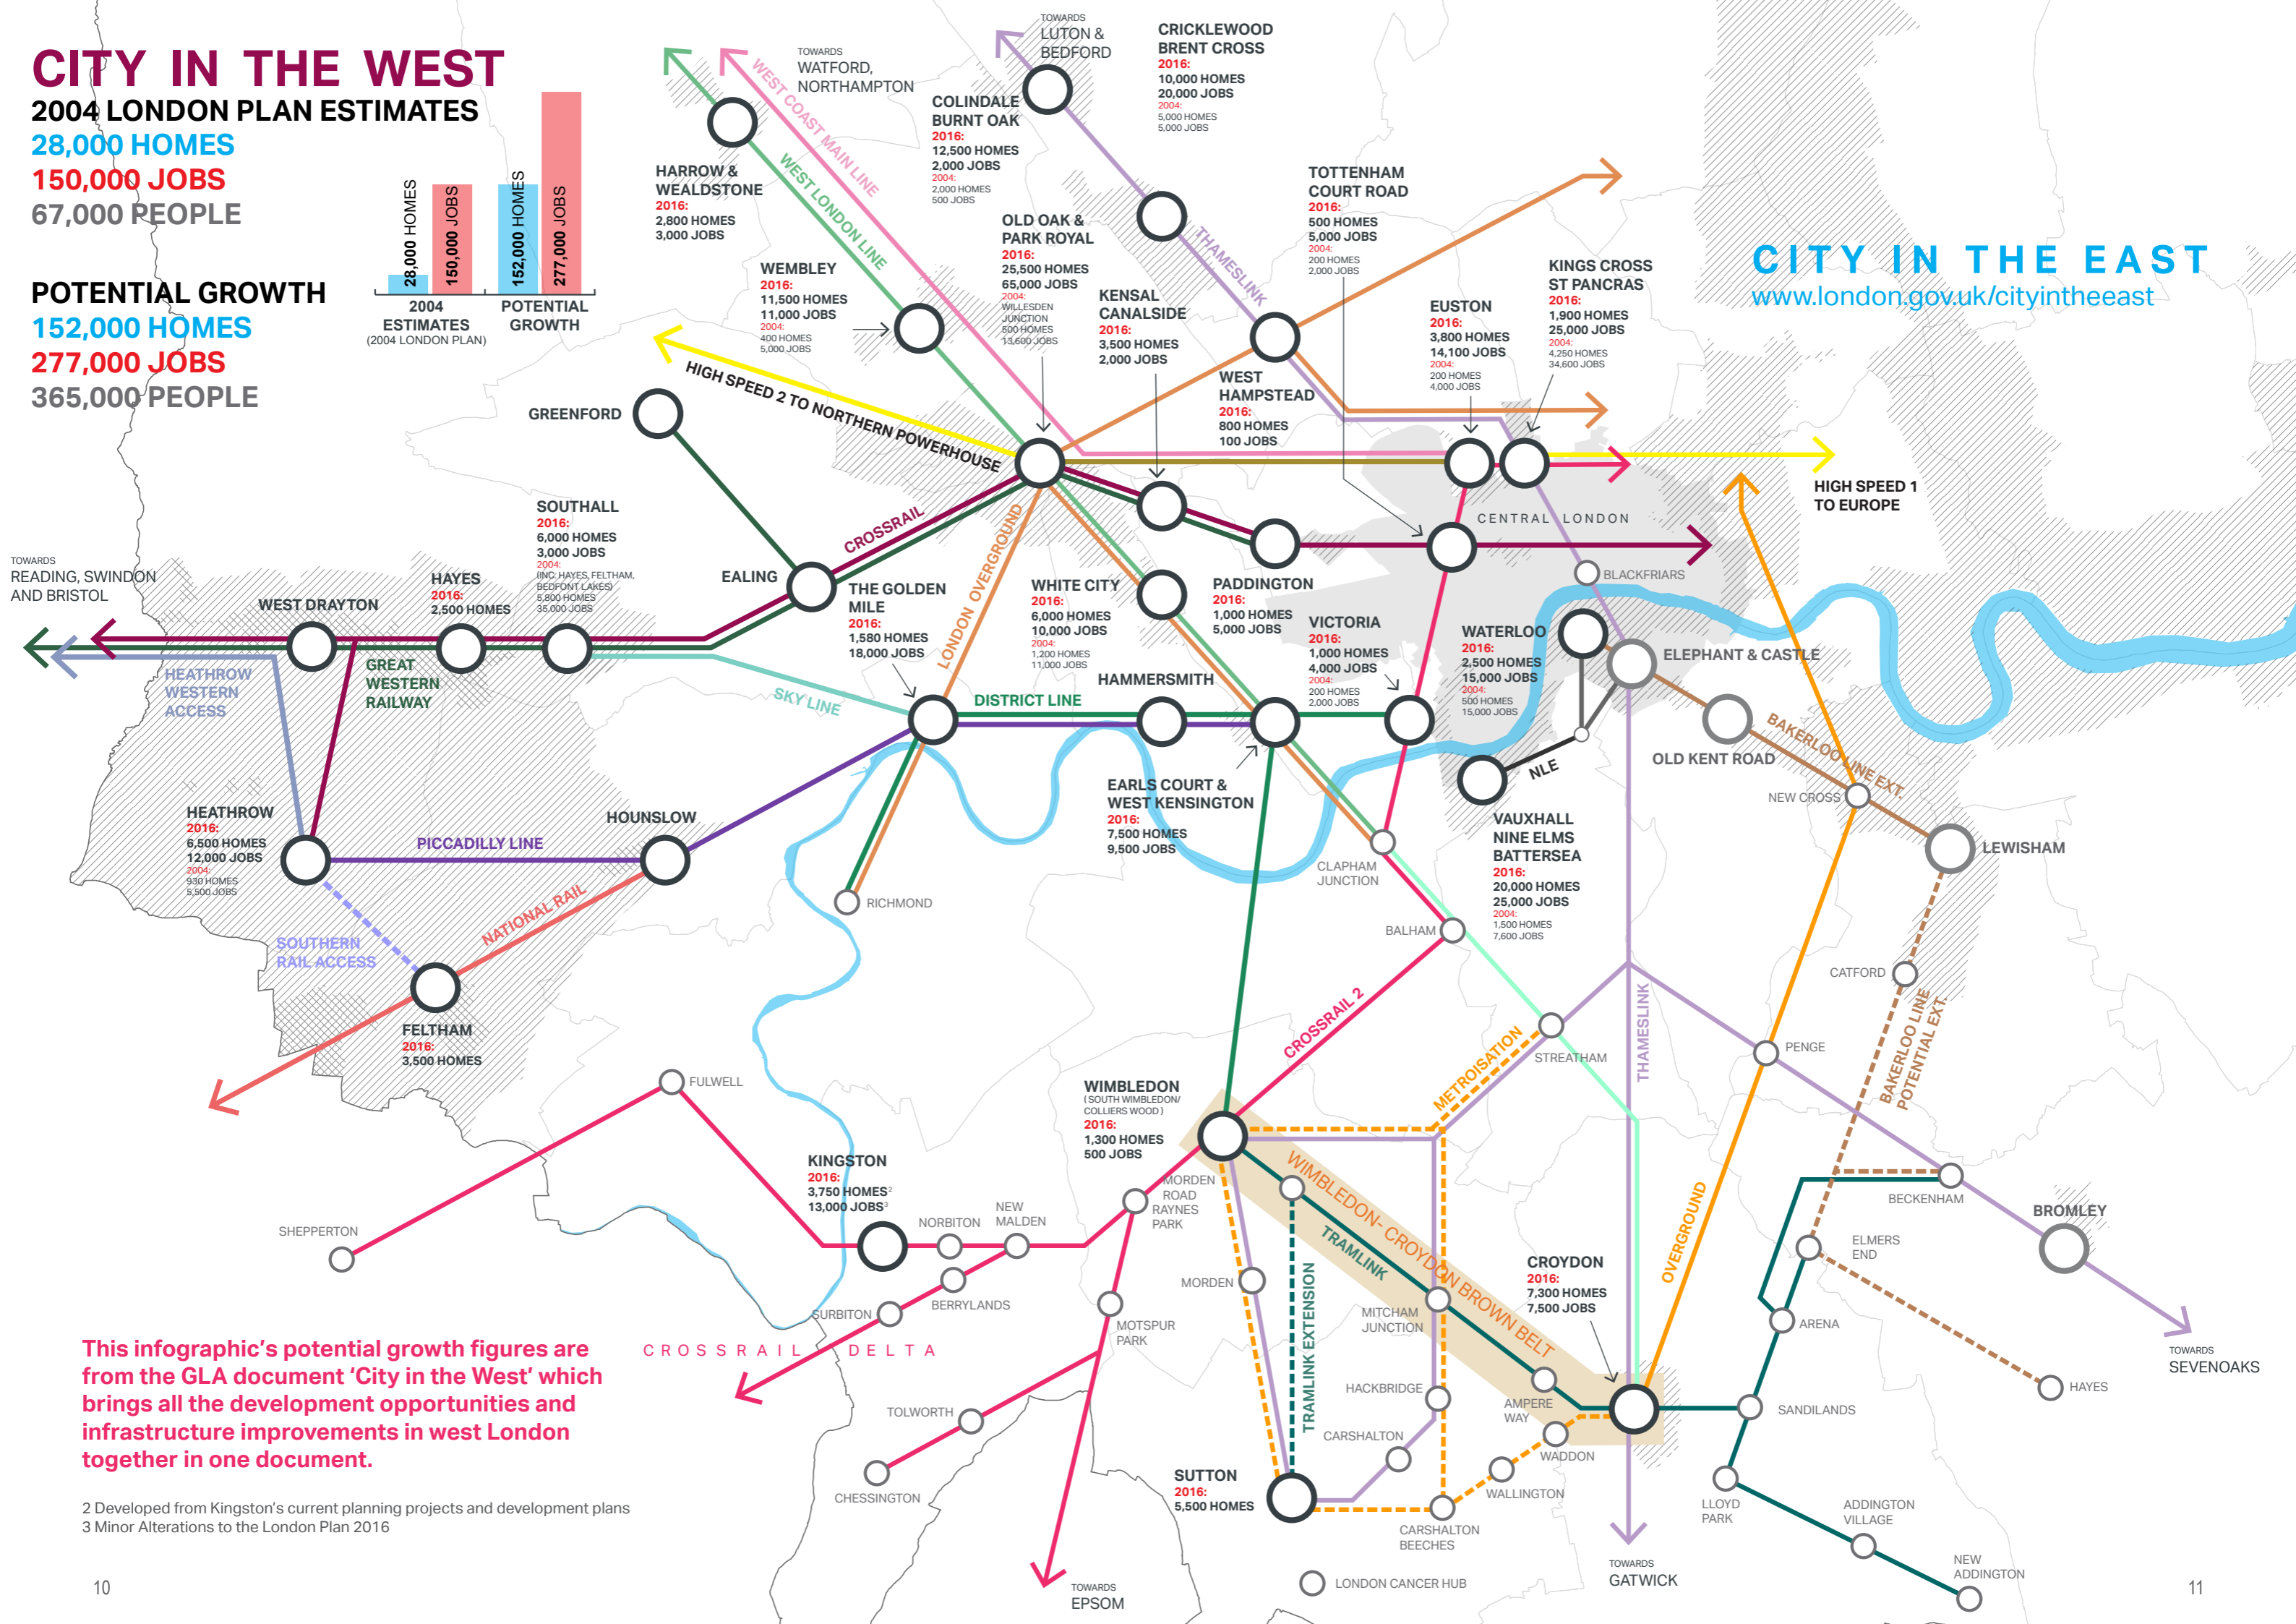 CITY IN THE WEST
2004 LONDON PLAN ESTIMATES
28,000 HOMES
150,000 JOBS
67,000 PEOPLE
POTENTIAL GROWTH
152,000 HOMES
277,000 JOBS
365,000 PEOPLE
28,000 HOMES
150,000 JOBS
152,000 HOMES
277,000 JOBS
2004
ESTIMATES
(2004 LONDON PLAN)
POTENTIAL
GROWTH
TOWARDS
WATFORD,
NORTHAMPTON
TOWARDS
LUTON &
BEDFORD
CRICKLEWOOD
BRENT CROSS
2016:
10,000 HOMES
20,000 JOBS
2004:
5,000 HOMES
5,000 JOBS
COLINDALE
BURNT OAK
2016:
12,500 HOMES
2,000 JOBS
2004:
2,000 HOMES
500 JOBS
WEST COAST MAIN LINE
WEST LONDON LINE
HARROW &
WEALDSTONE
2016:
2,800 HOMES
3,000 JOBS
WEMBLEY
2016:
11,500 HOMES
11,000 JOBS
2004:
400 HOMES
5,000 JOBS
OLD OAK &
PARK ROYAL
2016:
25,500 HOMES
65,000 JOBS
2004:
WILLESDEN
JUNCTION
500 HOMES
13,600 JOBS
KENSAL
CANALSIDE
2016:
3,500 HOMES
2,000 JOBS
THAMESLINK
TOTTENHAM
COURT ROAD
2016:
500 HOMES
5,000 JOBS
2004:
200 HOMES
2,000 JOBS
WEST
HAMPSTEAD
2016:
800 HOMES
100 JOBS
EUSTON
2016:
3,800 HOMES
14,100 JOBS
2004:
200 HOMES
4,000 JOBS
KINGS CROSS
ST PANCRAS
2016:
1,900 HOMES
25,000 JOBS
2004:
4,250 HOMES
34,600 JOBS
CITY IN THE EAST
www.london.gov.uk/cityintheeast
HIGH SPEED 2 TO NORTHERN POWERHOUSE
GREENFORD
HIGH SPEED 1
TO EUROPE
CENTRAL LONDON
TOWARDS
READING, SWINDON
AND BRISTOL
WEST DRAYTON
HAYES
2016:
2,500 HOMES
SOUTHALL
2016:
6,000 HOMES
3,000 JOBS
2004:
(INC. HAYES, FELTHAM,
BEDFONT LAKES)
5,800 HOMES
35,000 JOBS
EALING
CROSSRAIL
THE GOLDEN
MILE
2016:
1,580 HOMES
18,000 JOBS
LONDON OVERGROUND
WHITE CITY
2016:
6,000 HOMES
10,000 JOBS
2004:
1,200 HOMES
11,000 JOBS
PADDINGTON
2016:
1,000 HOMES
5,000 JOBS
VICTORIA
2016:
1,000 HOMES
4,000 JOBS
2004:
200 HOMES
2,000 JOBS
WATERLOO
2016:
2,500 HOMES
15,000 JOBS
2004:
500 HOMES
15,000 JOBS
BLACKFRIARS
ELEPHANT & CASTLE
OLD KENT ROAD
BAKERLOO LINE EXT.
NEW CROSS
LEWISHAM
HEATHROW
WESTERN
ACCESS
GREAT
WESTERN
RAILWAY
SKY LINE
DISTRICT LINE
HAMMERSMITH
NLE
EARLS COURT &
WEST KENSINGTON
2016:
7,500 HOMES
9,500 JOBS
VAUXHALL
NINE ELMS
BATTERSEA
2016:
20,000 HOMES
25,000 JOBS
2004:
1,500 HOMES
7,600 JOBS
HEATHROW
2016:
6,500 HOMES
12,000 JOBS
2004:
930 HOMES
5,500 JOBS
PICCADILLY LINE
HOUNSLOW
NATIONAL RAIL
SOUTHERN
RAIL ACCESS
FELTHAM
2016:
3,500 HOMES
RICHMOND
CLAPHAM
JUNCTION
BALHAM
CATFORD
CROSSRAIL 2
METROISATION
STREATHAM
THAMESLINK
PENGE
BAKERLOO LINE
POTENTIAL EXT.
FULWELL
WIMBLEDON
(SOUTH WIMBLEDON/
COLLIERS WOOD)
2016:
1,300 HOMES
500 JOBS
KINGSTON
2016:
3,750 HOMES2
13,000 JOBS3
MORDEN
ROAD
RAYNES
PARK
WIMBLEDON- CROYDON BROWN BELT
TRAMLINK
SHEPPERTON
NORBITON
NEW
MALDEN
BERRYLANDS
SURBITON
MORDEN
TRAMLINK EXTENSION
MITCHAM
JUNCTION
CROYDON
2016:
7,300 HOMES
7,500 JOBS
OVERGROUND
BECKENHAM
BROMLEY
ELMERS
END
ARENA
TOWARDS
SEVENOAKS
HAYES
MOTSPUR
PARK
CROSSRAIL DELTA
HACKBRIDGE
AMPERE
WAY
SANDILANDS
TOLWORTH
CHESSINGTON
CARSHALTON
WADDON
WALLINGTON
SUTTON
2016:
5,500 HOMES
CARSHALTON
BEECHES
LLOYD
PARK
ADDINGTON
VILLAGE
NEW
ADDINGTON
LONDON CANCER HUB
TOWARDS
GATWICK
TOWARDS
EPSOM
This infographic's potential growth figures are
from the GLA document 'City in the West' which
brings all the development opportunities and
infrastructure improvements in west London
together in one document.
2 Developed from Kingston's current planning projects and development plans
3 Minor Alterations to the London Plan 2016
10
11